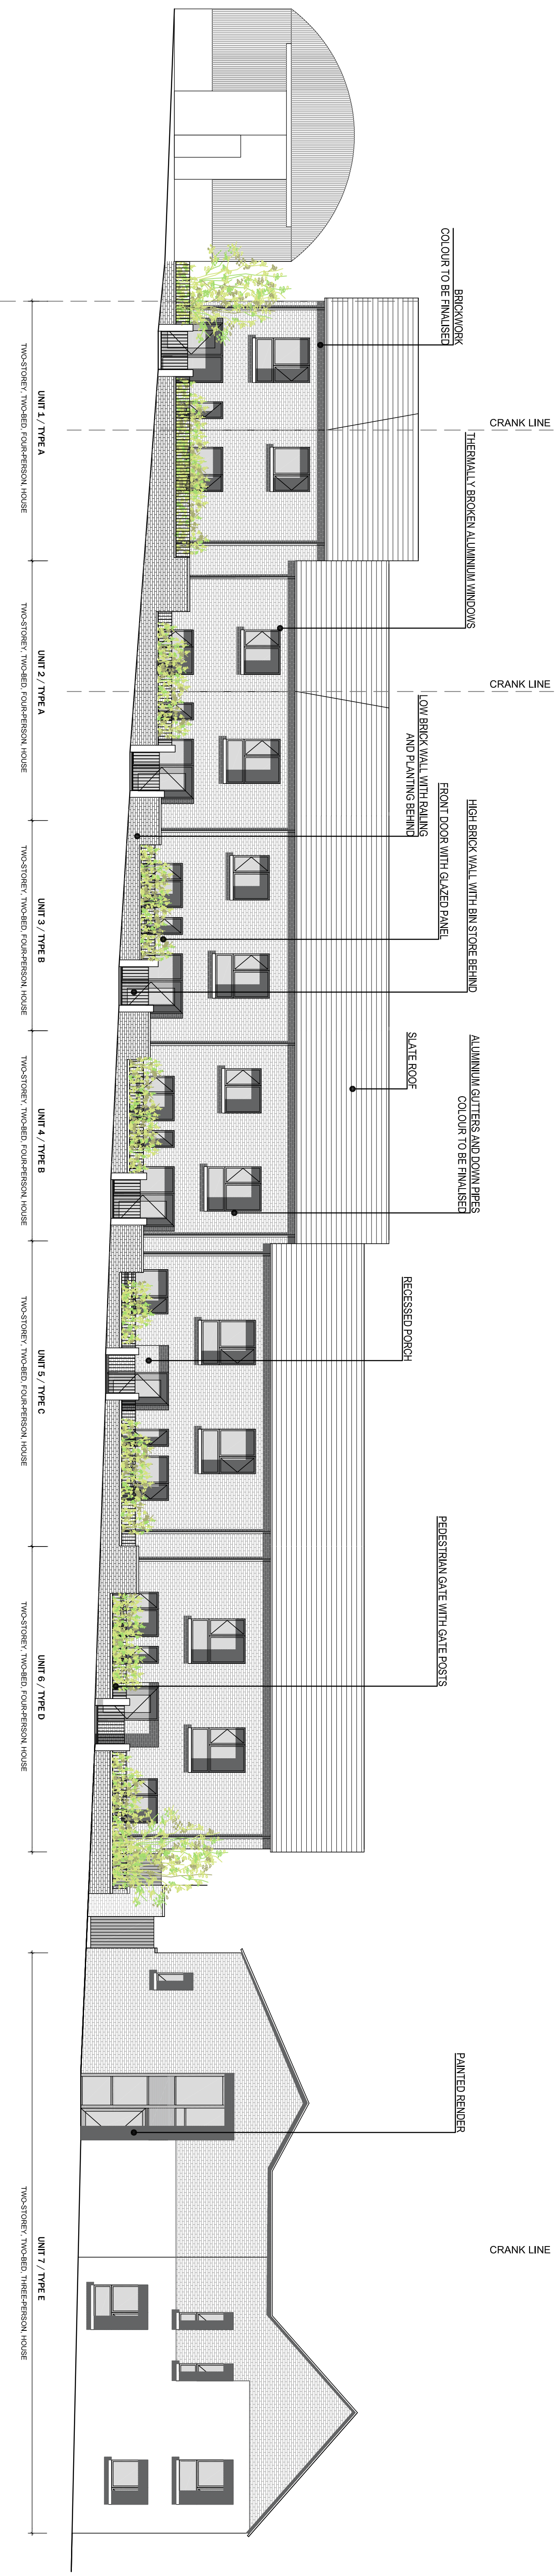 CRANK LINE
CRANK LINE
CRANK LINE
BRICKWORK
COLOUR TO BE FINALISED
THERMALLY BROKEN ALUMINIUM WINDOWS
LOW BRICK WALL WITH RAILING
AND PLANTING BEHIND
FRONT DOOR WITH GLAZED PANEL
HIGH BRICK WALL WITH BIN STORE BEHIND
SLATE ROOF
ALUMINIUM GUTTERS AND DOWN PIPES
COLOUR TO BE FINALISED
RECESSED PORCH
PEDESTRIAN GATE WITH GATE POSTS
PAINTED RENDER
UNIT 1 / TYPE A
TWO-STOREY, TWO-BED, FOUR-PERSON, HOUSE
UNIT 2 / TYPE A
TWO-STOREY, TWO-BED, FOUR-PERSON, HOUSE
UNIT 3 / TYPE B
TWO-STOREY, TWO-BED, FOUR-PERSON, HOUSE
UNIT 4 / TYPE B
TWO-STOREY, TWO-BED, FOUR-PERSON, HOUSE
UNIT 5 / TYPE C
TWO-STOREY, TWO-BED, FOUR-PERSON, HOUSE
UNIT 6 / TYPE D
TWO-STOREY, TWO-BED, FOUR-PERSON, HOUSE
UNIT 7 / TYPE E
TWO-STOREY, TWO-BED, THREE-PERSON, HOUSE